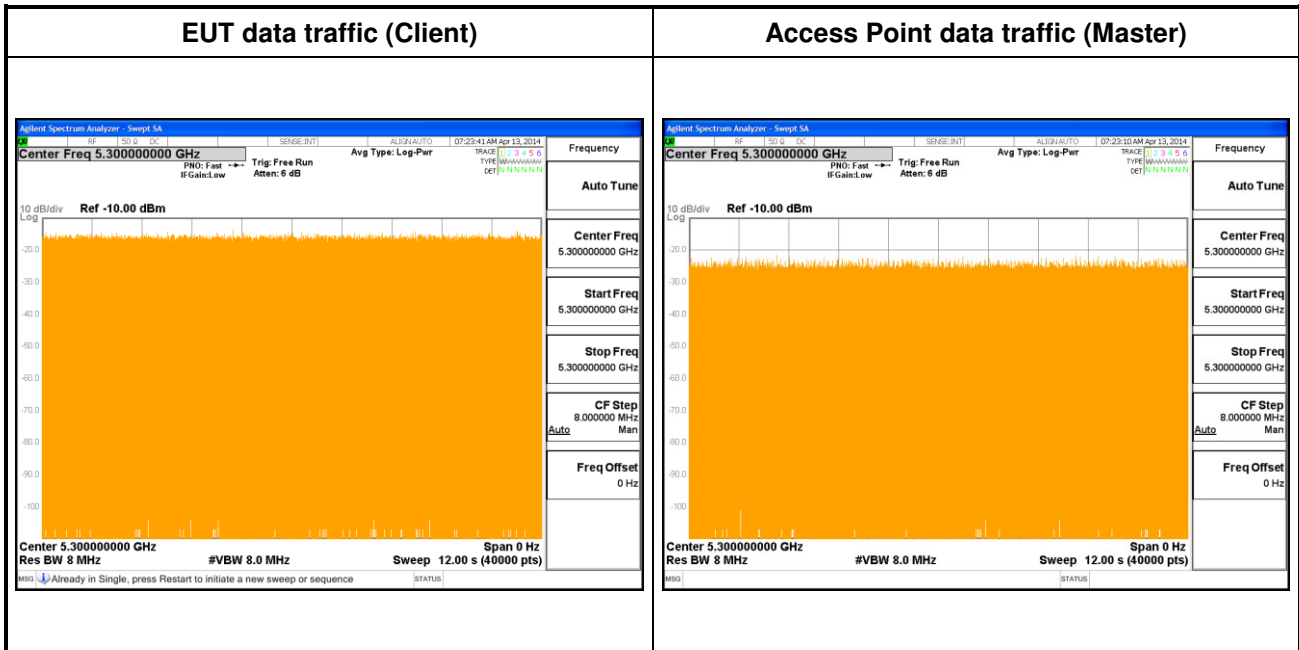 EUT data traffic (Client)
Access Point data traffic (Master)
Agilent Spectrum Analyzer - Swept SA
RF 50 Ω DC SENSE:INT ALIGN AUTO 07:23:41 AM Apr 13, 2014
Center Freq 5.300000000 GHz
PNO: Fast
IFGain:Low
Trig: Free Run
Atten: 6 dB
Avg Type: Log-Pwr
TRACE 1 2 3 4 5 6
TYPE
DET N N N N N N
10 dB/div Ref -10.00 dBm
Log
-20.0
-30.0
-40.0
-50.0
-60.0
-70.0
-80.0
-90.0
-100
Center 5.300000000 GHz Span 0 Hz
Res BW 8 MHz #VBW 8.0 MHz Sweep 12.00 s (40000 pts)
MSG Already in Single, press Restart to initiate a new sweep or sequence STATUS
Frequency
Auto Tune
Center Freq
5.300000000 GHz
Start Freq
5.300000000 GHz
Stop Freq
5.300000000 GHz
CF Step
8.000000 MHz
Auto Man
Freq Offset
0 Hz
Agilent Spectrum Analyzer - Swept SA
RF 50 Ω DC SENSE:INT ALIGN AUTO 07:23:10 AM Apr 13, 2014
Center Freq 5.300000000 GHz
PNO: Fast
IFGain:Low
Trig: Free Run
Atten: 6 dB
Avg Type: Log-Pwr
TRACE 1 2 3 4 5 6
TYPE
DET N N N N N N
10 dB/div Ref -10.00 dBm
Log
-20.0
-30.0
-40.0
-50.0
-60.0
-70.0
-80.0
-90.0
-100
Center 5.300000000 GHz Span 0 Hz
Res BW 8 MHz #VBW 8.0 MHz Sweep 12.00 s (40000 pts)
MSG STATUS
Frequency
Auto Tune
Center Freq
5.300000000 GHz
Start Freq
5.300000000 GHz
Stop Freq
5.300000000 GHz
CF Step
8.000000 MHz
Auto Man
Freq Offset
0 Hz